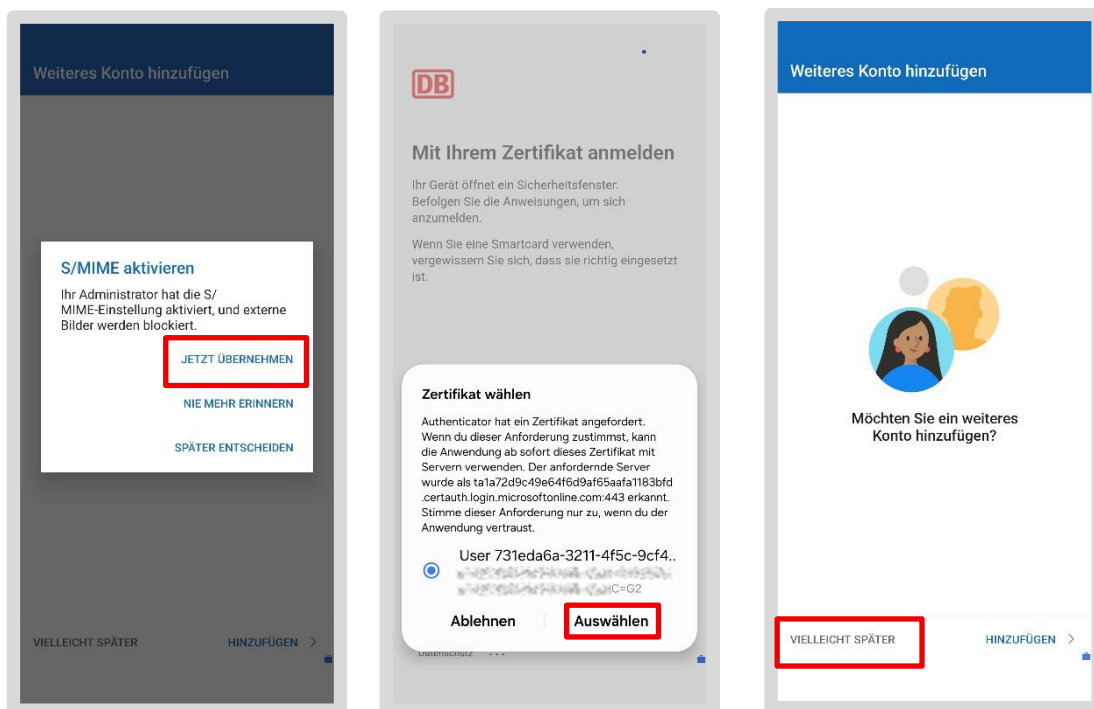 Weiteres Konto hinzufügen
S/MIME aktivieren
Ihr Administrator hat die S/
MIME-Einstellung aktiviert, und externe
Bilder werden blockiert.
JETZT ÜBERNEHMEN
NIE MEHR ERINNERN
SPÄTER ENTSCHEIDEN
VIELLEICHT SPÄTER
HINZUFÜGEN
DB
Mit Ihrem Zertifikat anmelden
Ihr Gerät öffnet ein Sicherheitsfenster.
Befolgen Sie die Anweisungen, um sich
anzumelden.
Wenn Sie eine Smartcard verwenden,
vergewissern Sie sich, dass sie richtig eingesetzt
ist.
Zertifikat wählen
Authenticator hat ein Zertifikat angefordert.
Wenn du dieser Anforderung zustimmst, kann
die Anwendung ab sofort dieses Zertifikat mit
Servern verwenden. Der anfordernde Server
wurde als ta1a72d9c49e64f6d9af65aafa1183bfd
.certauth.login.microsoftonline.com:443 erkannt.
Stimme dieser Anforderung nur zu, wenn du der
Anwendung vertraust.
User 731eda6a-3211-4f5c-9cf4..
C=G2
Ablehnen
Auswählen
Datenschutz ...
Weiteres Konto hinzufügen
Möchten Sie ein weiteres
Konto hinzufügen?
VIELLEICHT SPÄTER
HINZUFÜGEN